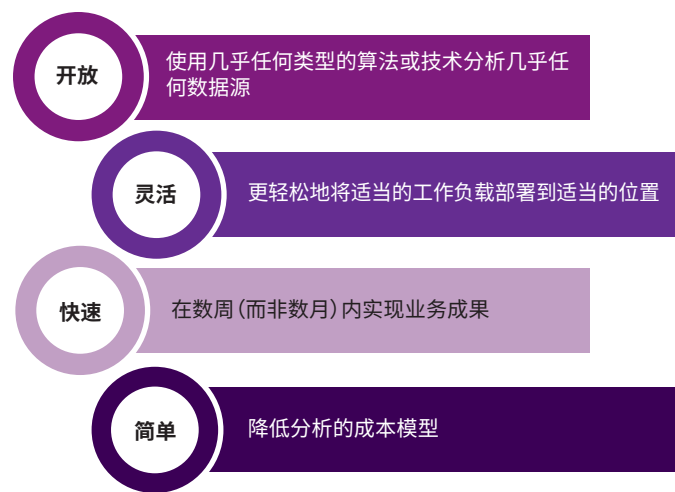 开放
使用几乎任何类型的算法或技术分析几乎任
何数据源
灵活
更轻松地将适当的工作负载部署到适当的位置
快速
在数周(而非数月)内实现业务成果
简单
降低分析的成本模型